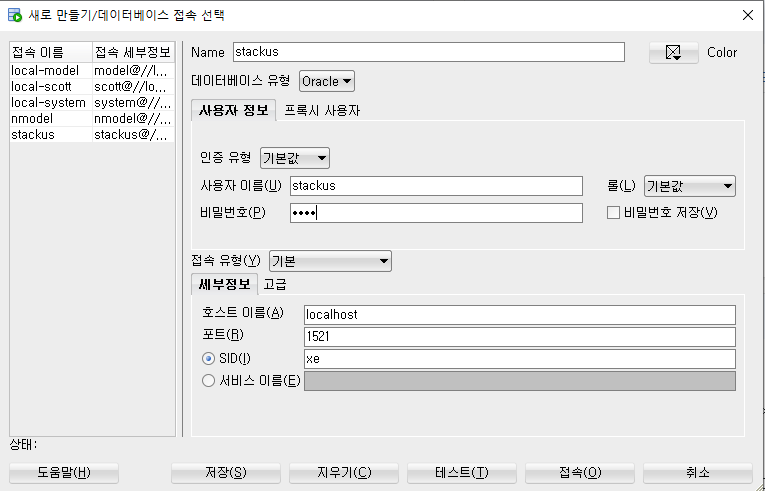 새로 만들기/데이터베이스 접속 선택
접속 이름 접속 세부정보
local-model model@//l...
local-scott scott@//lo...
local-system system@//...
nmodel nmodel@//...
stackus stackus@/...
Name stackus Color
데이터베이스 유형 Oracle
사용자 정보 프록시 사용자
인증 유형 기본값
사용자 이름(U) stackus 롤(L) 기본값
비밀번호(P) •••• 비밀번호 저장(V)
접속 유형(Y) 기본
세부정보 고급
호스트 이름(A) localhost
포트(R) 1521
SID(I) xe
서비스 이름(E)
상태:
도움말(H) 저장(S) 지우기(C) 테스트(T) 접속(O) 취소